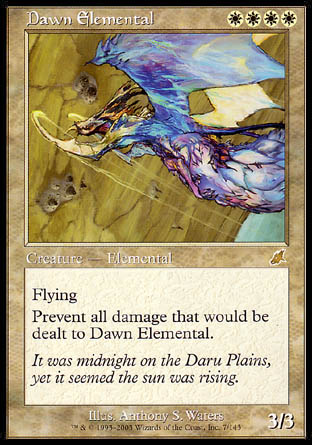 Dawn Elemental
Creature — Elemental
Flying
Prevent all damage that would be
dealt to Dawn Elemental.
It was midnight on the Daru Plains,
yet it seemed the sun was rising.
3/3
Illus. Anthony S. Waters
™ & © 1993–2003 Wizards of the Coast, Inc. 7/143